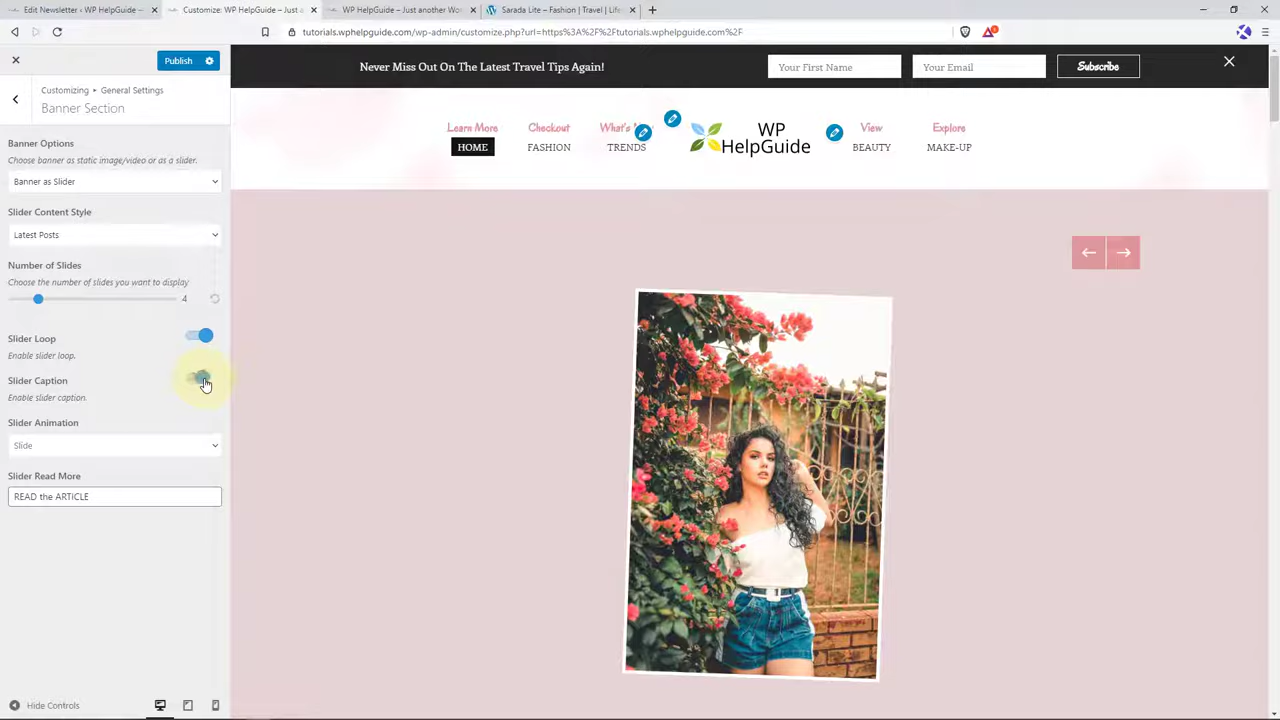 Edit Newsletter ‹ WP HelpGuide —
Customize: WP HelpGuide – Just a
WP HelpGuide – Just another Wor
Sarada Lite – Fashion | Travel | Life
tutorials.wphelpguide.com/wp-admin/customize.php?url=https%3A%2F%2Ftutorials.wphelpguide.com%2F
Publish
Customizing ▸ General Settings
Banner Section
Banner Options
Choose banner as static image/video or as a slider.
Banner as Slider
Slider Content Style
Latest Posts
Number of Slides
Choose the number of slides you want to display.
4
Slider Loop
Enable slider loop.
Slider Caption
Enable slider caption.
Slider Animation
Slide
Slider Read More
READ the ARTICLE
Hide Controls
Never Miss Out On The Latest Travel Tips Again!
Your First Name
Your Email
Subscribe
Learn More
HOME
Checkout
FASHION
What's
TRENDS
WP
HelpGuide
View
BEAUTY
Explore
MAKE-UP